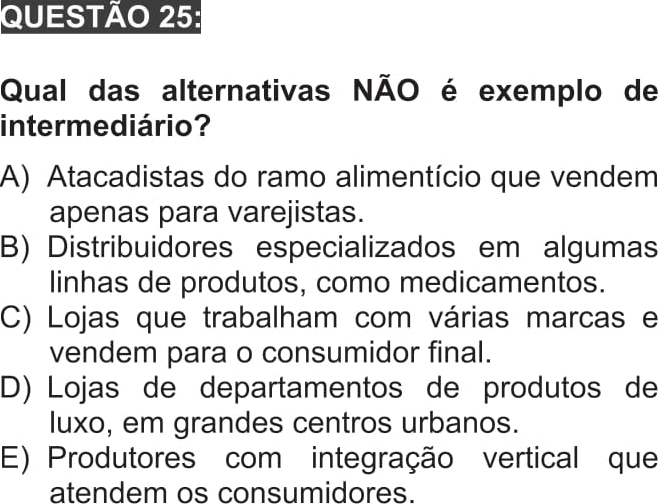 QUESTÃO 25:
Qual das alternativas NÃO é exemplo de
intermediário?
A) Atacadistas do ramo alimentício que vendem
apenas para varejistas.
B) Distribuidores especializados em algumas
linhas de produtos, como medicamentos.
C) Lojas que trabalham com várias marcas e
vendem para o consumidor final.
D) Lojas de departamentos de produtos de
luxo, em grandes centros urbanos.
E) Produtores com integração vertical que
atendem os consumidores.